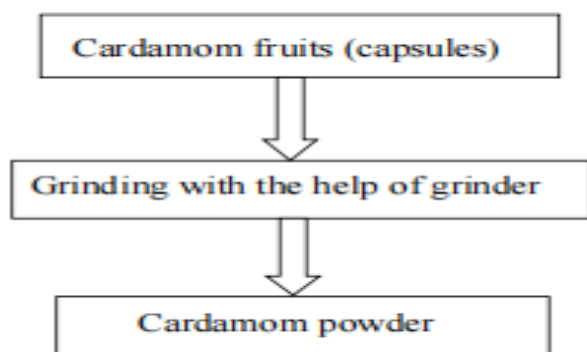 Cardamom fruits (capsules)
Grinding with the help of grinder
Cardamom powder